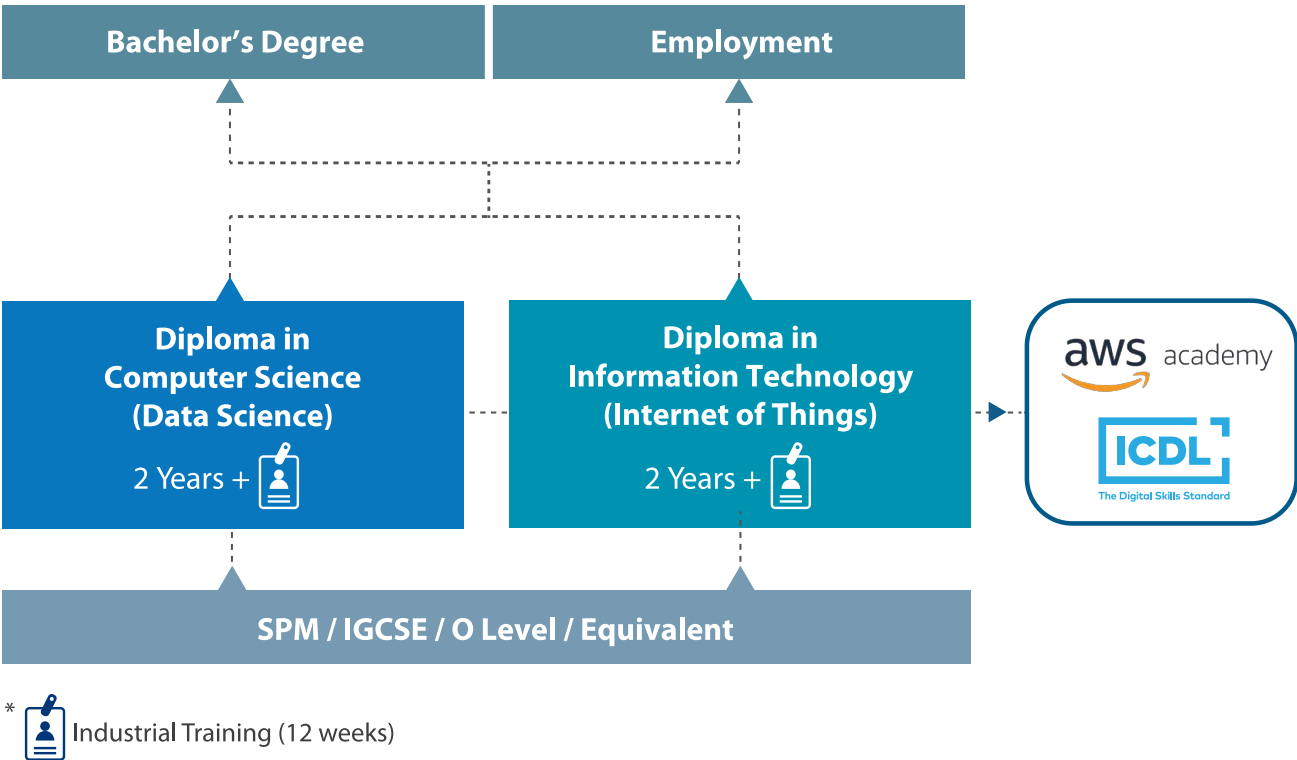 Bachelor's Degree
Employment
Diploma in
Computer Science
(Data Science)
2 Years +
Diploma in
Information Technology
(Internet of Things)
2 Years +
aws academy
ICDL
The Digital Skills Standard
SPM / IGCSE / O Level / Equivalent
* Industrial Training (12 weeks)